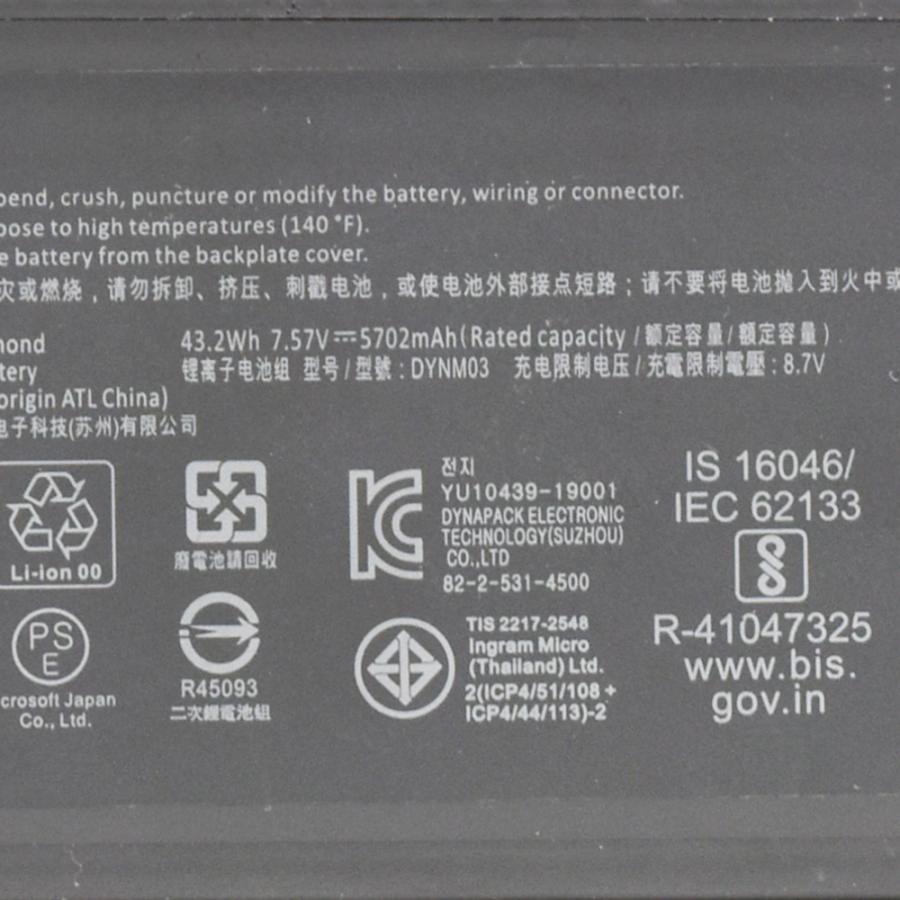 bend, crush, puncture or modify the battery, wiring or connector.
pose to high temperatures (140 °F).
e battery from the backplate cover.
灾或燃烧，请勿拆卸、挤压、刺戳电池，或使电池外部接点短路；请不要将电池抛入到火中或
mond
43.2Wh 7.57V⎓5702mAh(Rated capacity / 额定容量 / 額定容量 )
ttery
锂离子电池组 型号 / 型號 : DYNM03 充电限制电压 / 充電限制電壓 : 8.7V
origin ATL China)
电子科技(苏州)有限公司
Li-ion 00
廢電池請回收
전지
YU10439-19001
DYNAPACK ELECTRONIC
TECHNOLOGY(SUZHOU)
CO.,LTD
82-2-531-4500
IS 16046/
IEC 62133
R-41047325
www.bis.
gov.in
PS
E
crosoft Japan
Co., Ltd.
R45093
二次鋰電池組
TIS 2217-2548
Ingram Micro
(Thailand) Ltd.
2(ICP4/51/108 +
ICP4/44/113)-2